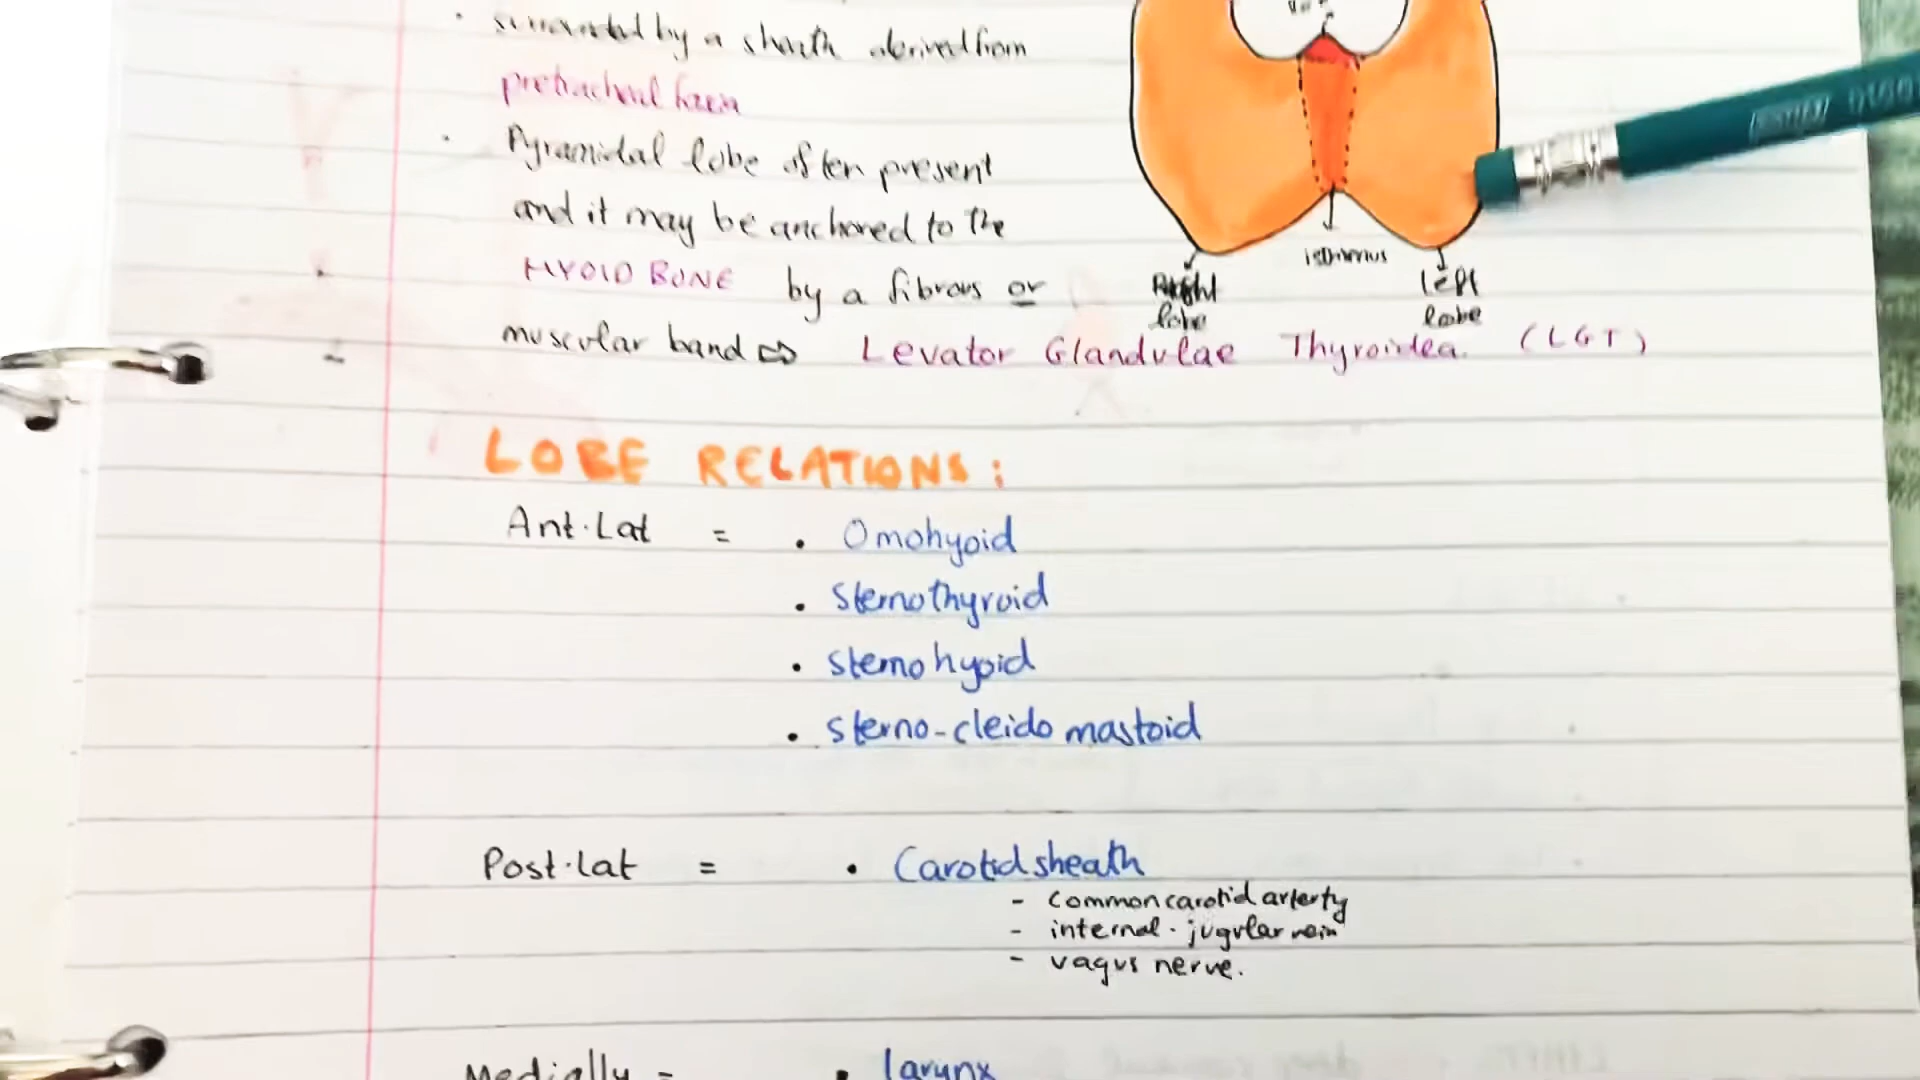 surrounded by a sheath derived from
pretracheal fascia
Pyramidal lobe often present
and it may be anchored to the
HYOID BONE by a fibrous or
muscular band ⇨ Levator Glandulae Thyroidea. (LGT)
isthmus
Right
lobe
left
lobe
LOBE RELATIONS:
Ant·Lat = • Omohyoid
• Sternothyroid
• sternohyoid
• sterno-cleido mastoid
Post·lat = • Carotid sheath
- common carotid arterty
- internal·jugular vein
- vagus nerve.
Medially = • larynx